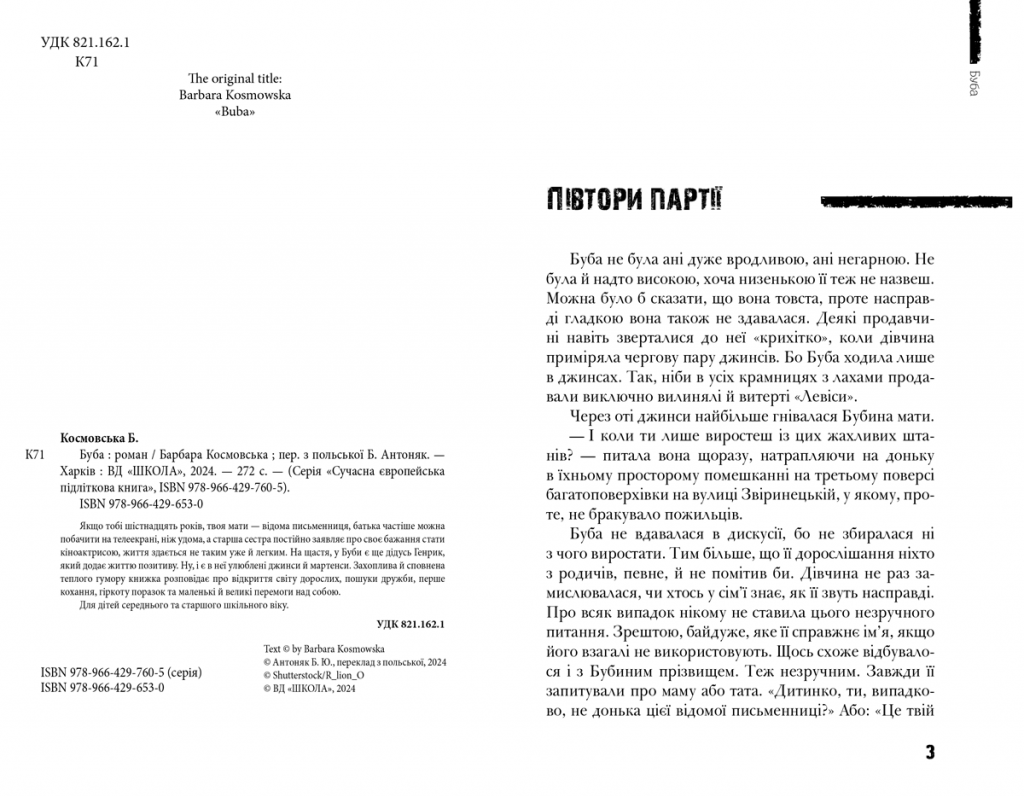 УДК 821.162.1
К71
The original title:
Barbara Kosmowska
«Buba»
Космовська Б.
К71 Буба : роман / Барбара Космовська ; пер. з польської Б. Антоняк. —
Харків : ВД «ШКОЛА», 2024. — 272 с. — (Серія «Сучасна європейська
підліткова книга», ISBN 978-966-429-760-5).
ISBN 978-966-429-653-0
Якщо тобі шістнадцять років, твоя мати — відома письменниця, батька частіше можна
побачити на телеекрані, ніж удома, а старша сестра постійно заявляє про своє бажання стати
кіноактрисою, життя здається не таким уже й легким. На щастя, у Буби є ще дідусь Генрик,
який додає життю позитиву. Ну, і є в неї улюблені джинси й мартенси. Захоплива й сповнена
теплого гумору книжка розповідає про відкриття світу дорослих, пошуки дружби, перше
кохання, гіркоту поразок та маленькі й великі перемоги над собою.
Для дітей середнього та старшого шкільного віку.
УДК 821.162.1
Text © by Barbara Kosmowska
© Антоняк Б. Ю., переклад з польської, 2024
© Shutterstock/R_lion_O
© ВД «ШКОЛА», 2024
ISBN 978-966-429-760-5 (серія)
ISBN 978-966-429-653-0
Буба
ПІВТОРИ ПАРТІЇ
Буба не була ані дуже вродливою, ані негарною. Не
була й надто високою, хоча низенькою її теж не назвеш.
Можна було б сказати, що вона товста, проте насправ-
ді гладкою вона також не здавалася. Деякі продавчи-
ні навіть зверталися до неї «крихітко», коли дівчина
приміряла чергову пару джинсів. Бо Буба ходила лише
в джинсах. Так, ніби в усіх крамницях з лахами прода-
вали виключно вилинялі й витерті «Левіси».
Через оті джинси найбільше гнівалася Бубина мати.
— І коли ти лише виростеш із цих жахливих шта-
нів? — питала вона щоразу, натрапляючи на доньку
в їхньому просторому помешканні на третьому поверсі
багатоповерхівки на вулиці Звіринецькій, у якому, про-
те, не бракувало пожильців.
Буба не вдавалася в дискусії, бо не збиралася ні
з чого виростати. Тим більше, що її дорослішання ніхто
з родичів, певне, й не помітив би. Дівчина не раз за-
мислювалася, чи хтось у сім’ї знає, як її звуть насправді.
Про всяк випадок нікому не ставила цього незручного
питання. Зрештою, байдуже, яке її справжнє ім’я, якщо
його взагалі не використовують. Щось схоже відбувало-
ся і з Бубиним прізвищем. Теж незручним. Завжди її
запитували про маму або тата. «Дитинко, ти, випадко-
во, не донька цієї відомої письменниці?» Або: «Це твій
3